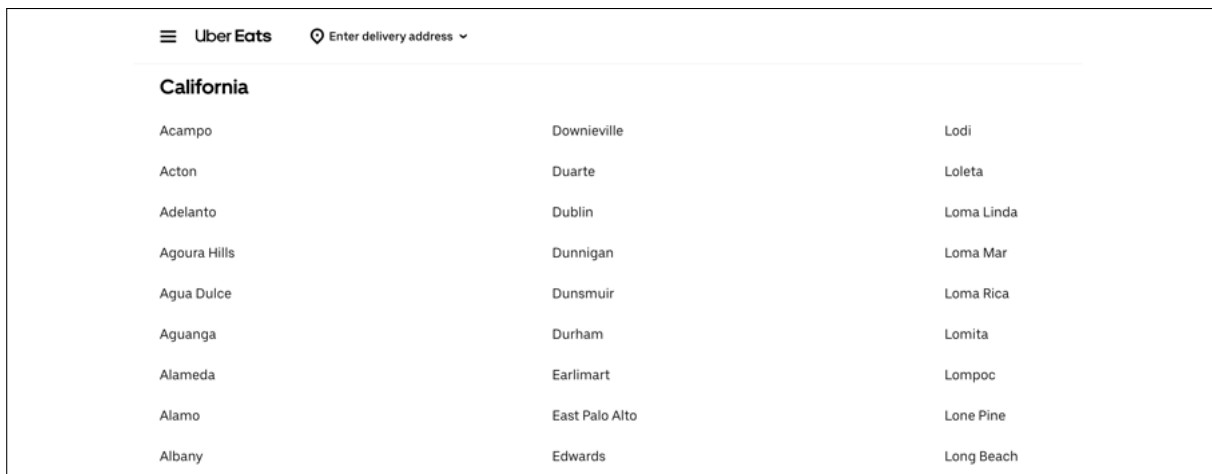 Uber Eats Enter delivery address
California
Acampo Downieville Lodi
Acton Duarte Loleta
Adelanto Dublin Loma Linda
Agoura Hills Dunnigan Loma Mar
Agua Dulce Dunsmuir Loma Rica
Aguanga Durham Lomita
Alameda Earlimart Lompoc
Alamo East Palo Alto Lone Pine
Albany Edwards Long Beach